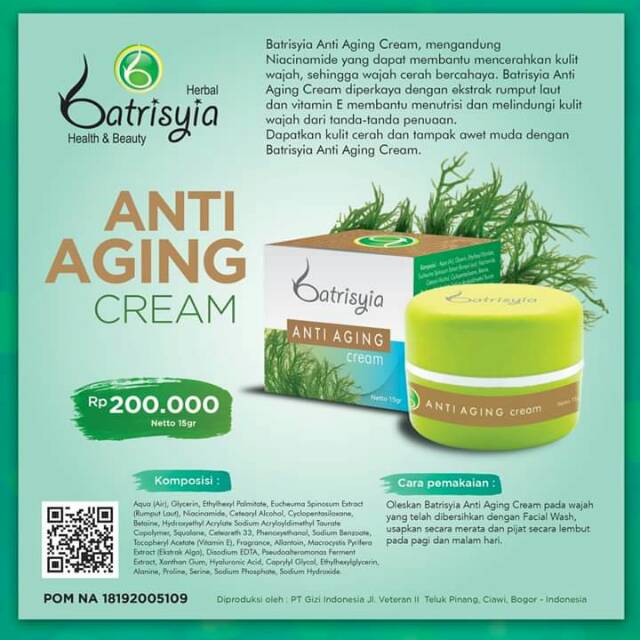 Batrisyia Anti Aging Cream, mengandung
Niacinamide yang dapat membantu mencerahkan kulit
wajah, sehingga wajah cerah bercahaya. Batrisyia Anti
Aging Cream diperkaya dengan ekstrak rumput laut
dan vitamin E membantu menutrisi dan melindungi kulit
wajah dari tanda-tanda penuaan.
Dapatkan kulit cerah dan tampak awet muda dengan
Batrisyia Anti Aging Cream.
Herbal
Batrisyia
Health & Beauty
ANTI
AGING
CREAM
Batrisyia
ANTI AGING
cream
Netto 15gr
Batrisyia
ANTI AGING cream
Rp 200.000
Netto 15gr
Komposisi :
Aqua (Air), Glycerin, Ethylhexyl Palmitate, Eucheuma Spinosum Extract
(Rumput Laut), Niacinamide, Cetearyl Alcohol, Cyclopentasiloxane,
Betaine, Hydroxyethyl Acrylate Sodium Acryloyldimethyl Taurate
Copolymer, Squalane, Ceteareth 33, Phenoxyethanol, Sodium Benzoate,
Tocopheryl Acetate (Vitamin E), Fragrance, Allantoin, Macrocystis Pyrifera
Extract (Ekstrak Alga), Disodium EDTA, Pseudoalteromonas Ferment
Extract, Xanthan Gum, Hyaluronic Acid, Caprylyl Glycol, Ethylhexylglycerin,
Alanine, Proline, Serine, Sodium Phosphate, Sodium Hydroxide.
Cara pemakaian :
Oleskan Batrisyia Anti Aging Cream pada wajah
yang telah dibersihkan dengan Facial Wash,
usapkan secara merata dan pijat secara lembut
pada pagi dan malam hari.
POM NA 18192005109
Diproduksi oleh : PT Gizi Indonesia Jl. Veteran II Teluk Pinang, Ciawi, Bogor - Indonesia